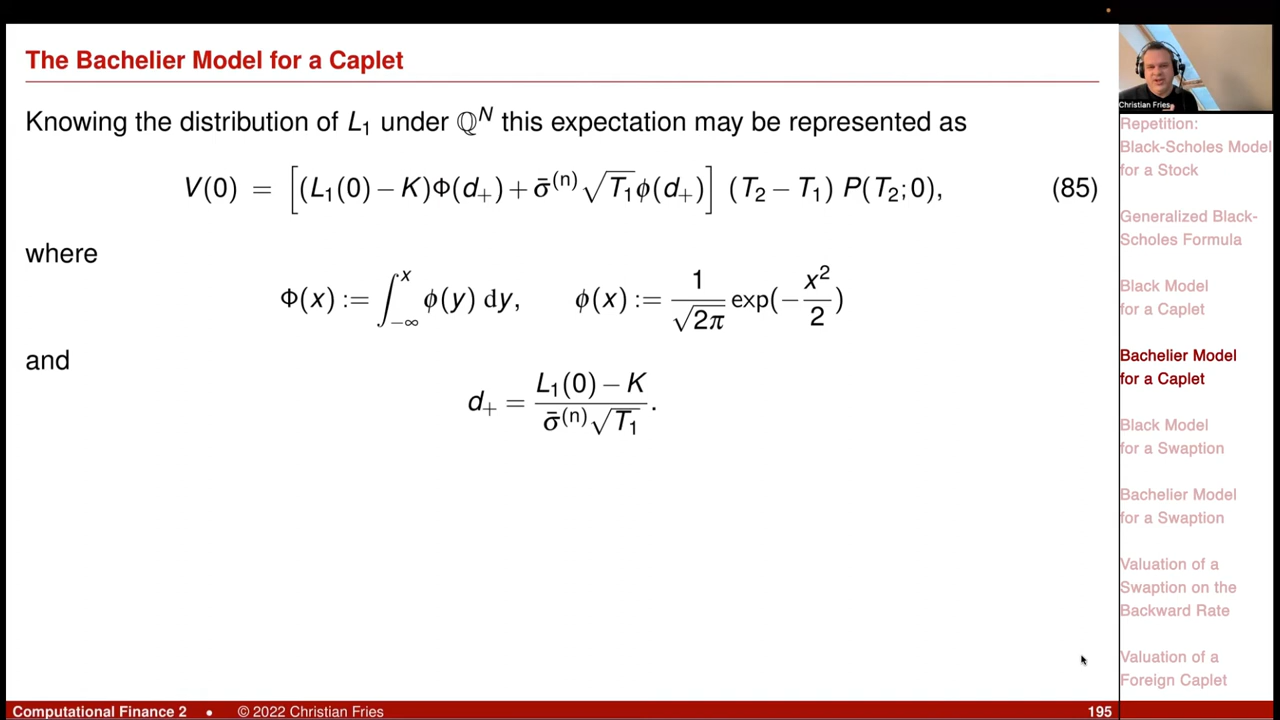 The Bachelier Model for a Caplet
Knowing the distribution of L₁ under ℚᴺ this expectation may be represented as
V(0) = [(L₁(0) − K)Φ(d₊) + σ̄⁽ⁿ⁾√T₁ϕ(d₊)] (T₂ − T₁) P(T₂;0), (85)
where
Φ(x) := ∫_{−∞}^{x} ϕ(y) dy, ϕ(x) := 1/√(2π) exp(−x²/2)
and
d₊ = (L₁(0) − K)/(σ̄⁽ⁿ⁾√T₁).
Christian Fries
Repetition:
Black-Scholes Model
for a Stock
Generalized Black-
Scholes Formula
Black Model
for a Caplet
Bachelier Model
for a Caplet
Black Model
for a Swaption
Bachelier Model
for a Swaption
Valuation of a
Swaption on the
Backward Rate
Valuation of a
Foreign Caplet
Computational Finance 2 • © 2022 Christian Fries 195